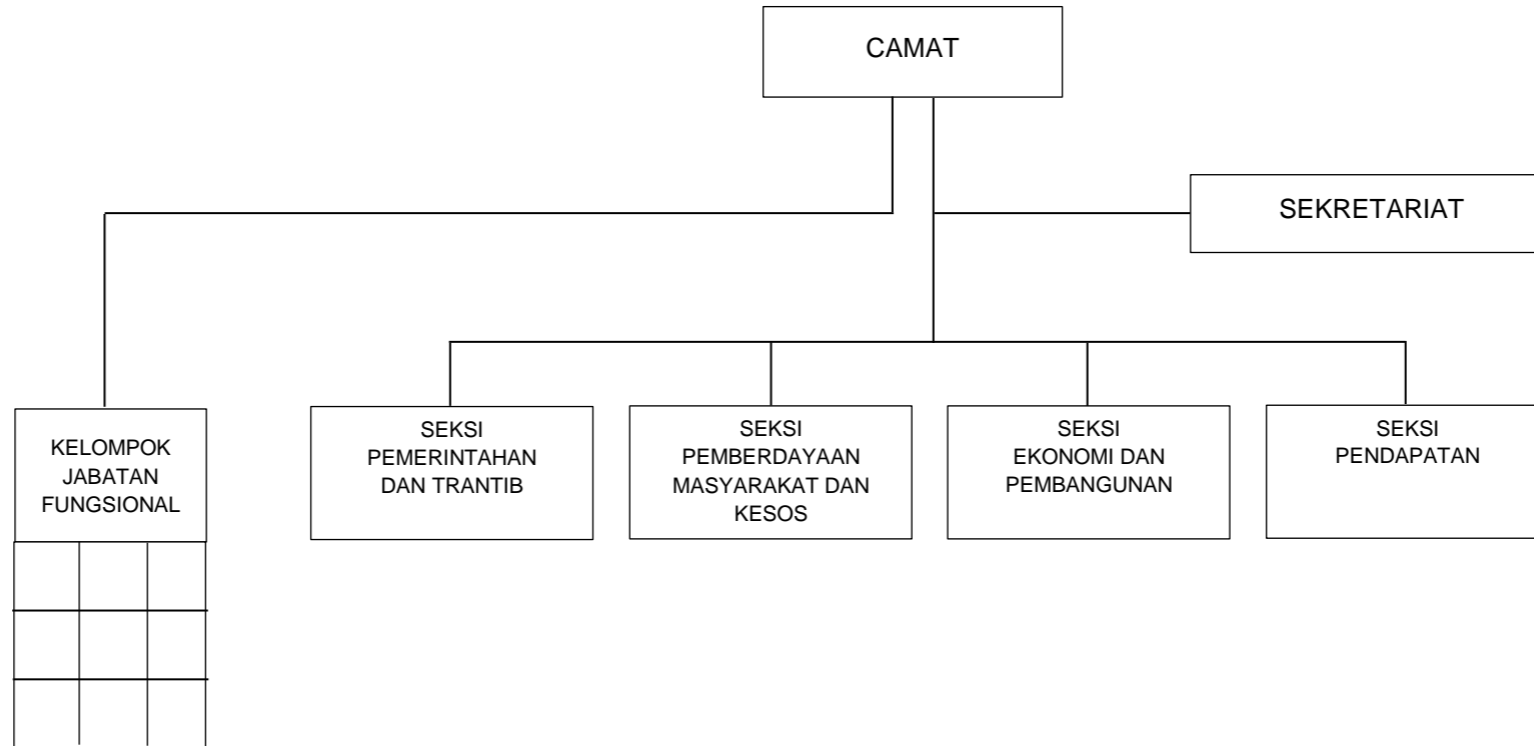 CAMAT
SEKRETARIAT
KELOMPOK
JABATAN
FUNGSIONAL
SEKSI
PEMERINTAHAN
DAN TRANTIB
SEKSI
PEMBERDAYAAN
MASYARAKAT DAN
KESOS
SEKSI
EKONOMI DAN
PEMBANGUNAN
SEKSI
PENDAPATAN